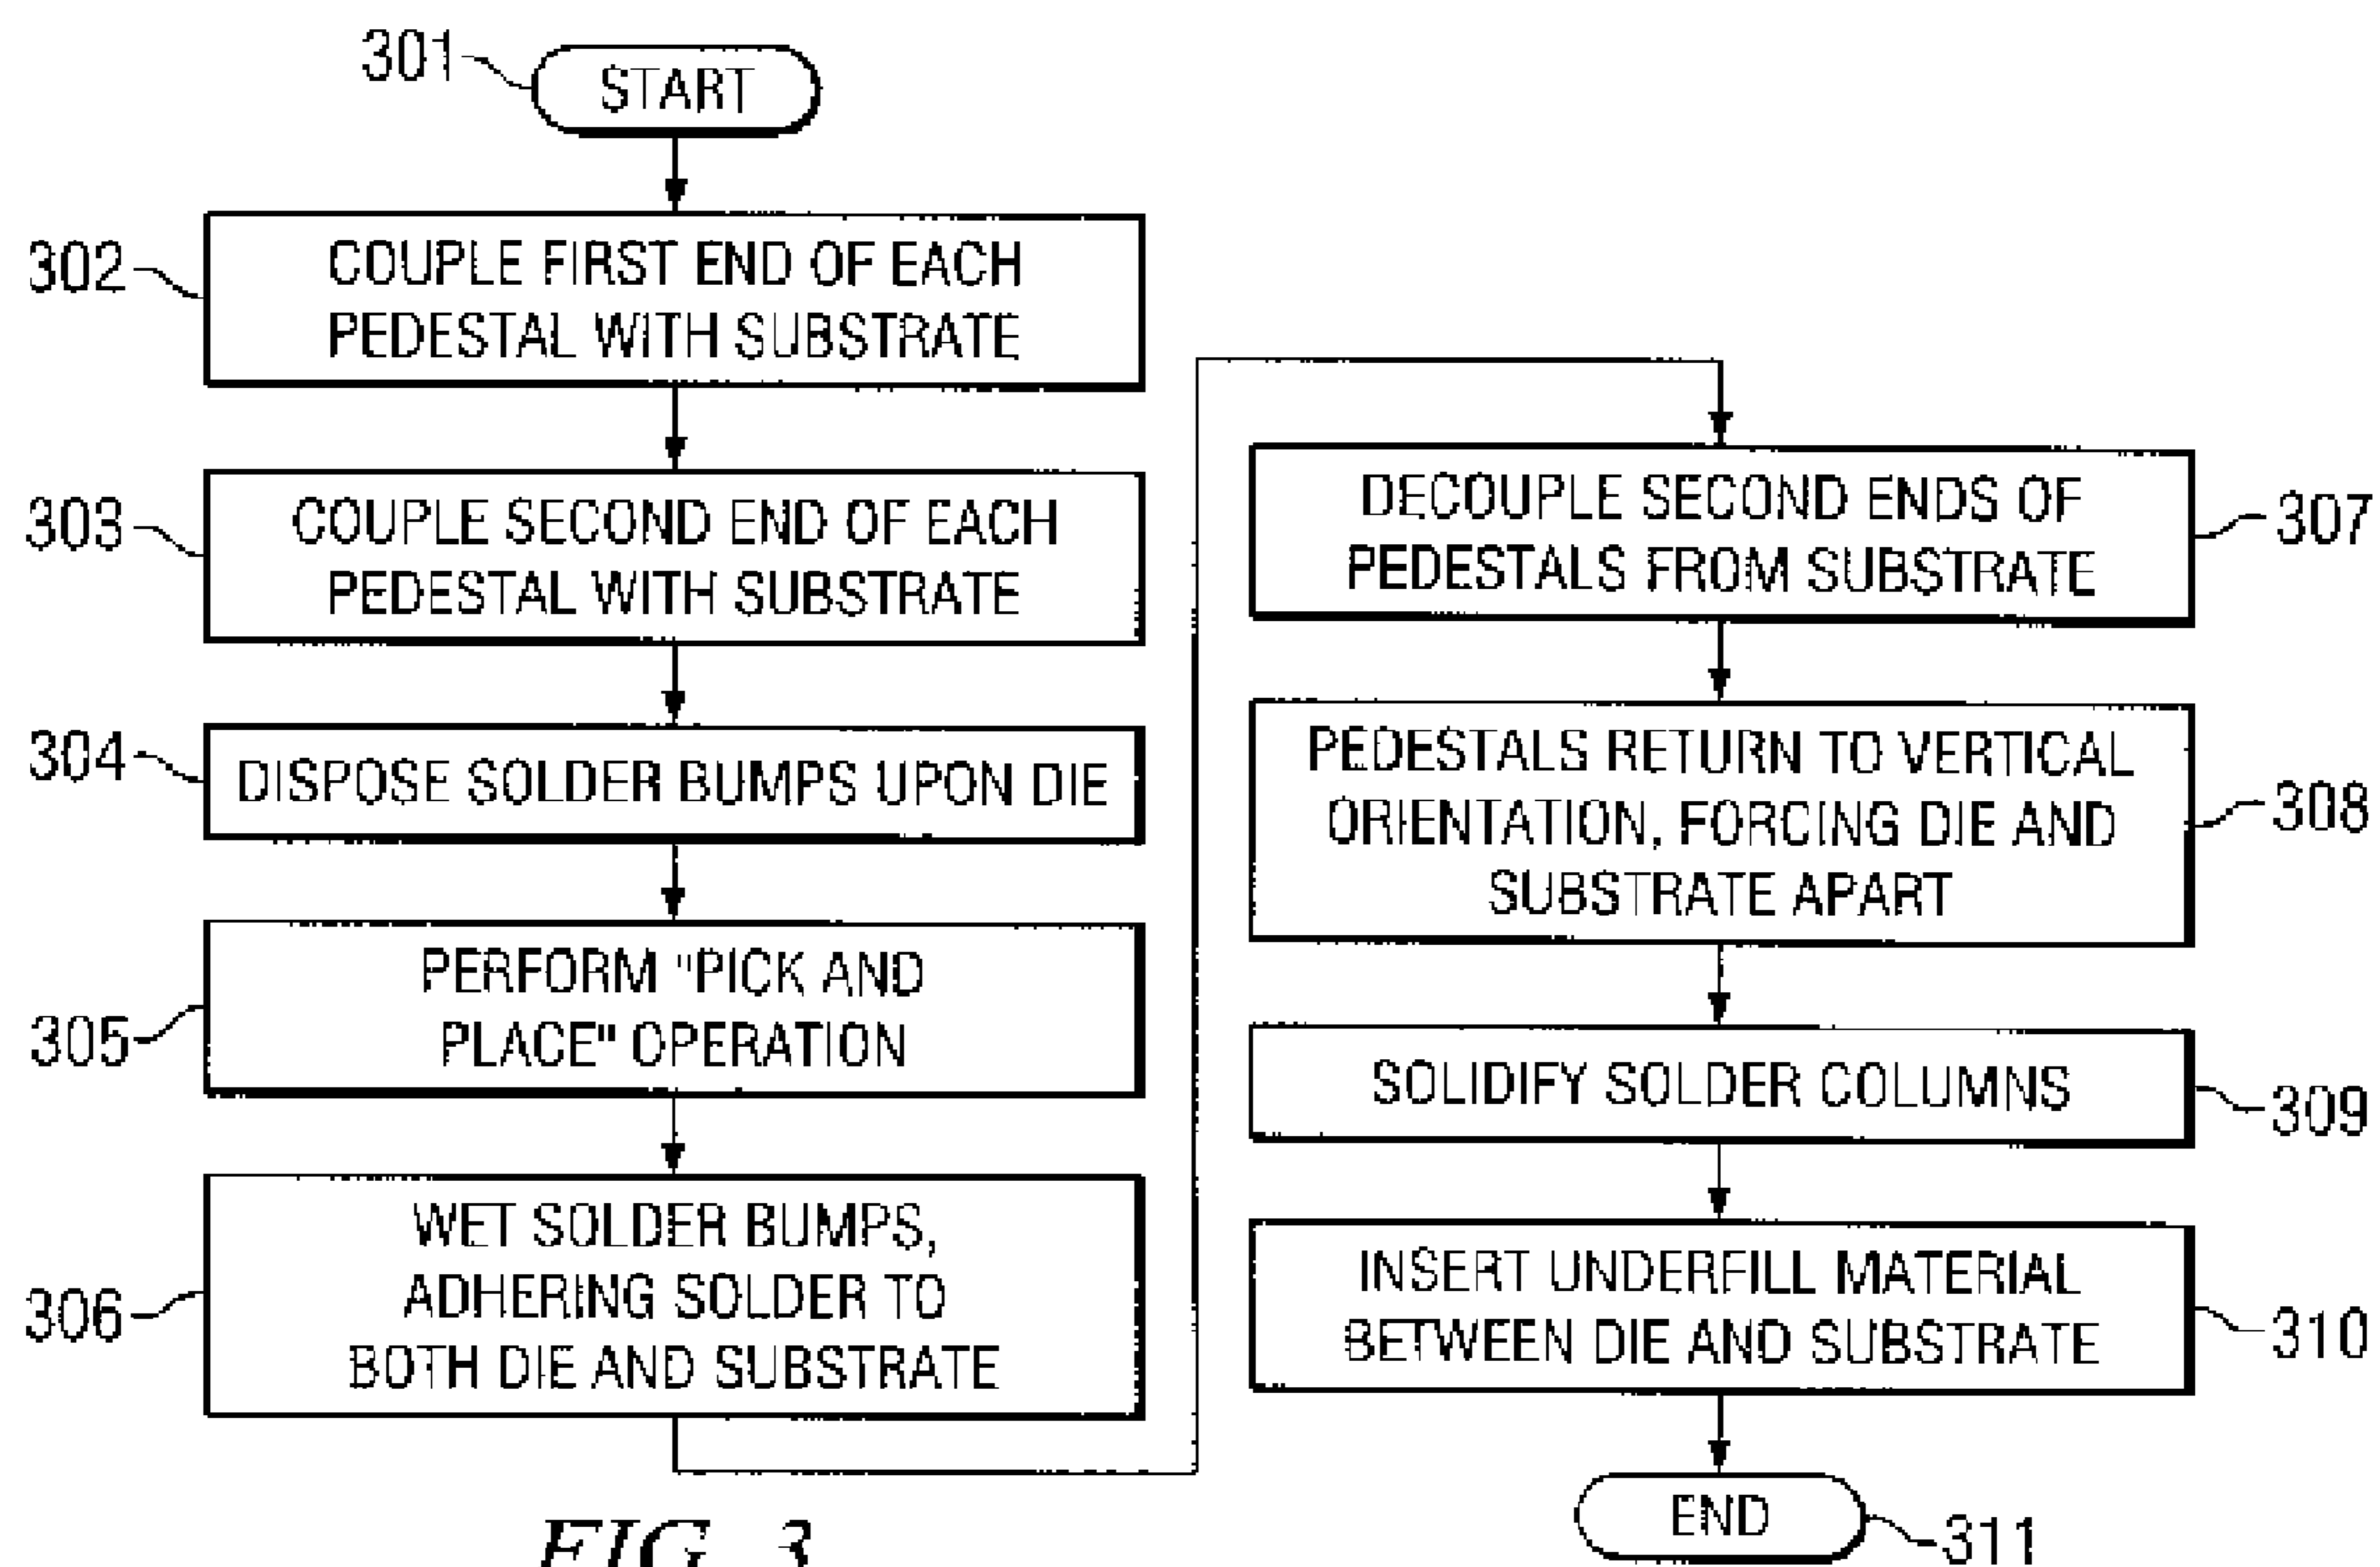 301
START
302
COUPLE FIRST END OF EACH
PEDESTAL WITH SUBSTRATE
303
COUPLE SECOND END OF EACH
PEDESTAL WITH SUBSTRATE
304
DISPOSE SOLDER BUMPS UPON DIE
305
PERFORM "PICK AND
PLACE" OPERATION
306
WET SOLDER BUMPS,
ADHERING SOLDER TO
BOTH DIE AND SUBSTRATE
DECOUPLE SECOND ENDS OF
PEDESTALS FROM SUBSTRATE
307
PEDESTALS RETURN TO VERTICAL
ORIENTATION, FORCING DIE AND
SUBSTRATE APART
308
SOLIDIFY SOLDER COLUMNS
309
INSERT UNDERFILL MATERIAL
BETWEEN DIE AND SUBSTRATE
310
END
311
FIG. 3